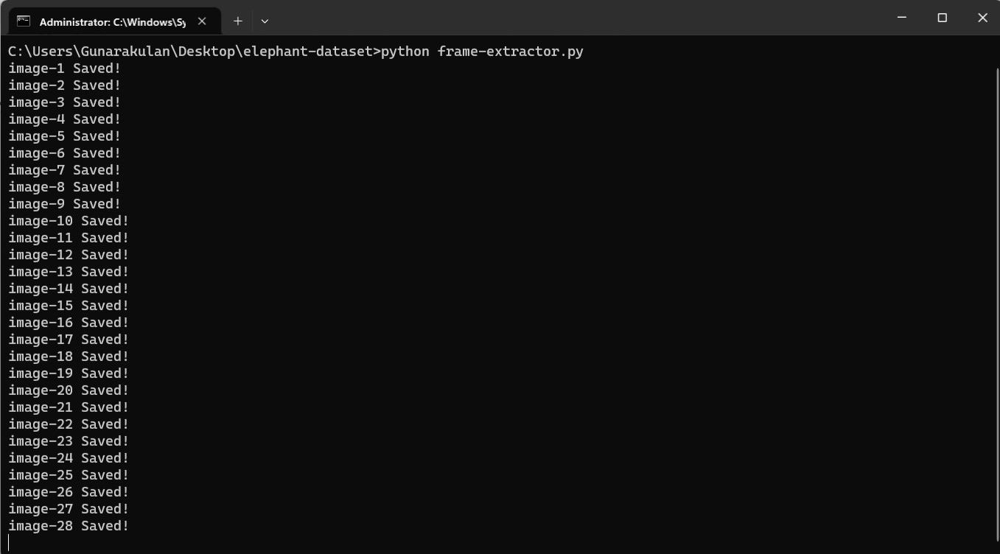 Administrator: C:\Windows\Sy
C:\Users\Gunarakulan\Desktop\elephant-dataset>python frame-extractor.py
image-1 Saved!
image-2 Saved!
image-3 Saved!
image-4 Saved!
image-5 Saved!
image-6 Saved!
image-7 Saved!
image-8 Saved!
image-9 Saved!
image-10 Saved!
image-11 Saved!
image-12 Saved!
image-13 Saved!
image-14 Saved!
image-15 Saved!
image-16 Saved!
image-17 Saved!
image-18 Saved!
image-19 Saved!
image-20 Saved!
image-21 Saved!
image-22 Saved!
image-23 Saved!
image-24 Saved!
image-25 Saved!
image-26 Saved!
image-27 Saved!
image-28 Saved!